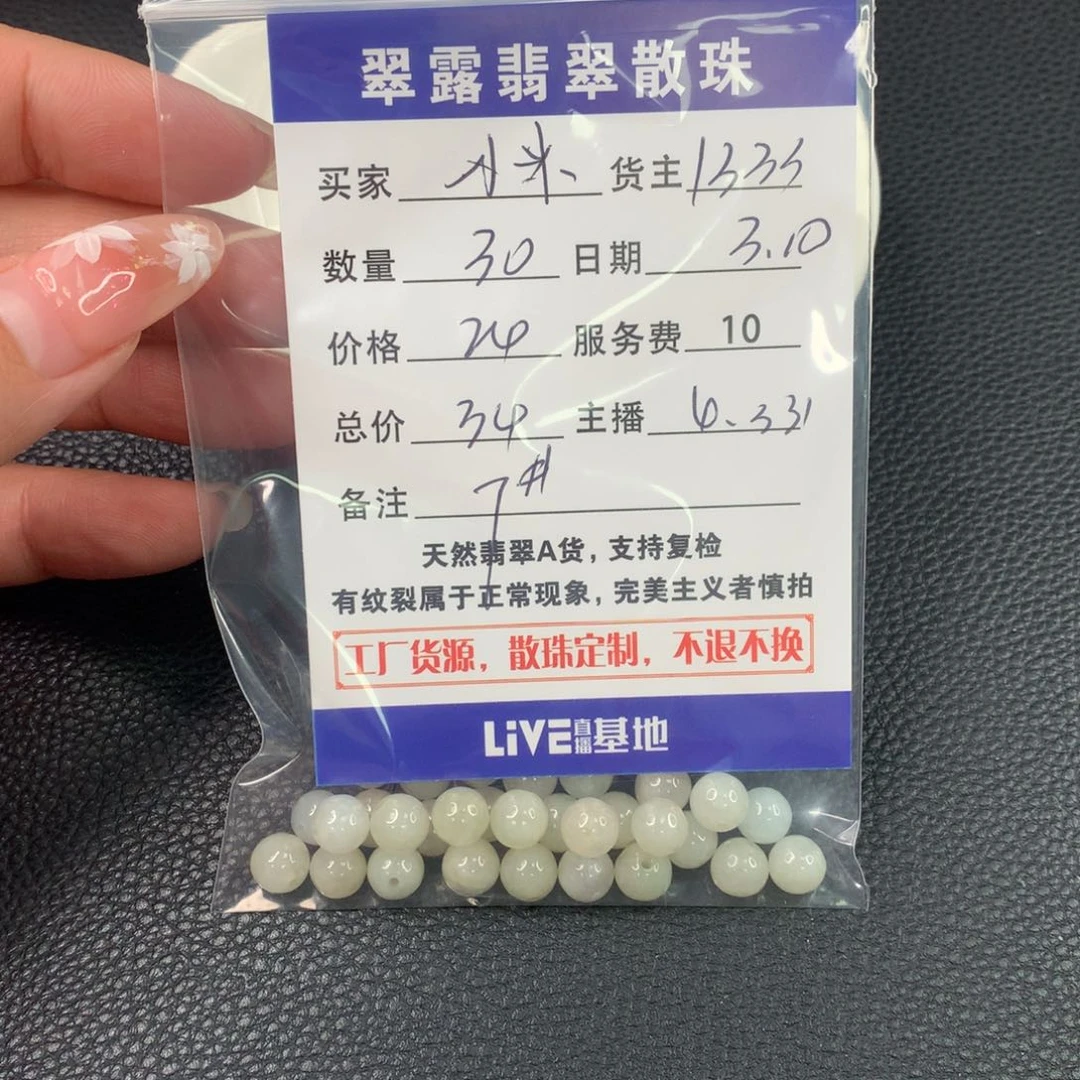 翠露翡翠散珠
买家 小米、 货主 1335
数量 30 日期 3.10
价格 24 服务费 10
总价 34 主播 6.331
备注 7#
天然翡翠A货，支持复检
有纹裂属于正常现象，完美主义者慎拍
工厂货源，散珠定制，不退不换
LiVE直播基地